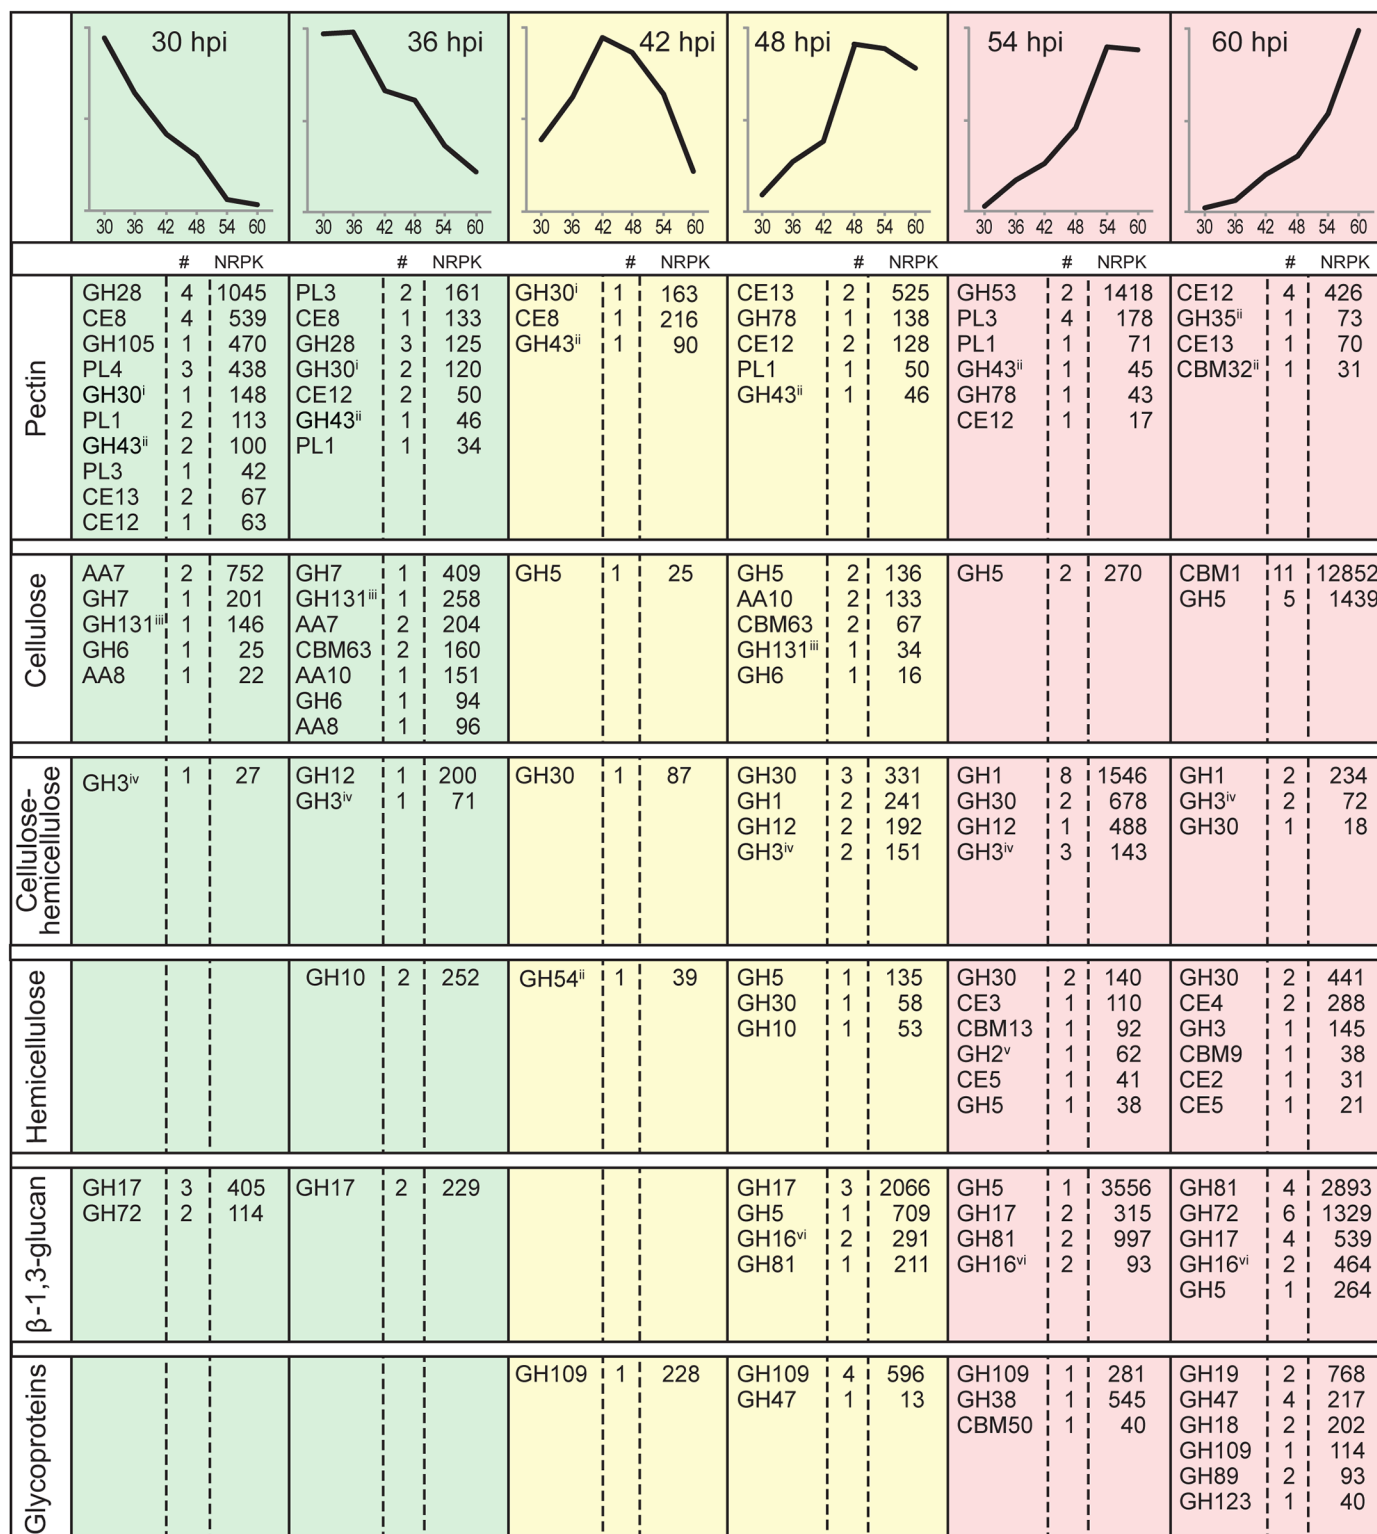 30 hpi 36 hpi 42 hpi 48 hpi 54 hpi 60 hpi
30 36 42 48 54 60 30 36 42 48 54 60 30 36 42 48 54 60 30 36 42 48 54 60 30 36 42 48 54 60 30 36 42 48 54 60
# NRPK # NRPK # NRPK # NRPK # NRPK # NRPK
Pectin
GH28 4 1045 PL3 2 161 GH30ⁱ 1 163 CE13 2 525 GH53 2 1418 CE12 4 426
CE8 4 539 CE8 1 133 CE8 1 216 GH78 1 138 PL3 4 178 GH35ⁱⁱ 1 73
GH105 1 470 GH28 3 125 GH43ⁱⁱ 1 90 CE12 2 128 PL1 1 71 CE13 1 70
PL4 3 438 GH30ⁱ 2 120 PL1 1 50 GH43ⁱⁱ 1 45 CBM32ⁱⁱ 1 31
GH30ⁱ 1 148 CE12 2 50 GH43ⁱⁱ 1 46 GH78 1 43
PL1 2 113 GH43ⁱⁱ 1 46 CE12 1 17
GH43ⁱⁱ 2 100 PL1 1 34
PL3 1 42
CE13 2 67
CE12 1 63
Cellulose
AA7 2 752 GH7 1 409 GH5 1 25 GH5 2 136 GH5 2 270 CBM1 11 12852
GH7 1 201 GH131ⁱⁱⁱ 1 258 AA10 2 133 GH5 5 1439
GH131ⁱⁱⁱ 1 146 AA7 2 204 CBM63 2 67
GH6 1 25 CBM63 2 160 GH131ⁱⁱⁱ 1 34
AA8 1 22 AA10 1 151 GH6 1 16
GH6 1 94
AA8 1 96
Cellulose-
hemicellulose
GH3ⁱᵛ 1 27 GH12 1 200 GH30 1 87 GH30 3 331 GH1 8 1546 GH1 2 234
GH3ⁱᵛ 1 71 GH1 2 241 GH30 2 678 GH3ⁱᵛ 2 72
GH12 2 192 GH12 1 488 GH30 1 18
GH3ⁱᵛ 2 151 GH3ⁱᵛ 3 143
Hemicellulose
GH10 2 252 GH54ⁱⁱ 1 39 GH5 1 135 GH30 2 140 GH30 2 441
GH30 1 58 CE3 1 110 CE4 2 288
GH10 1 53 CBM13 1 92 GH3 1 145
GH2ᵛ 1 62 CBM9 1 38
CE5 1 41 CE2 1 31
GH5 1 38 CE5 1 21
β-1,3-glucan
GH17 3 405 GH17 2 229 GH17 3 2066 GH5 1 3556 GH81 4 2893
GH72 2 114 GH5 1 709 GH17 2 315 GH72 6 1329
GH16ᵛⁱ 2 291 GH81 2 997 GH17 4 539
GH81 1 211 GH16ᵛⁱ 2 93 GH16ᵛⁱ 2 464
GH5 1 264
Glycoproteins
GH109 1 228 GH109 4 596 GH109 1 281 GH19 2 768
GH47 1 13 GH38 1 545 GH47 4 217
CBM50 1 40 GH18 2 202
GH109 1 114
GH89 2 93
GH123 1 40